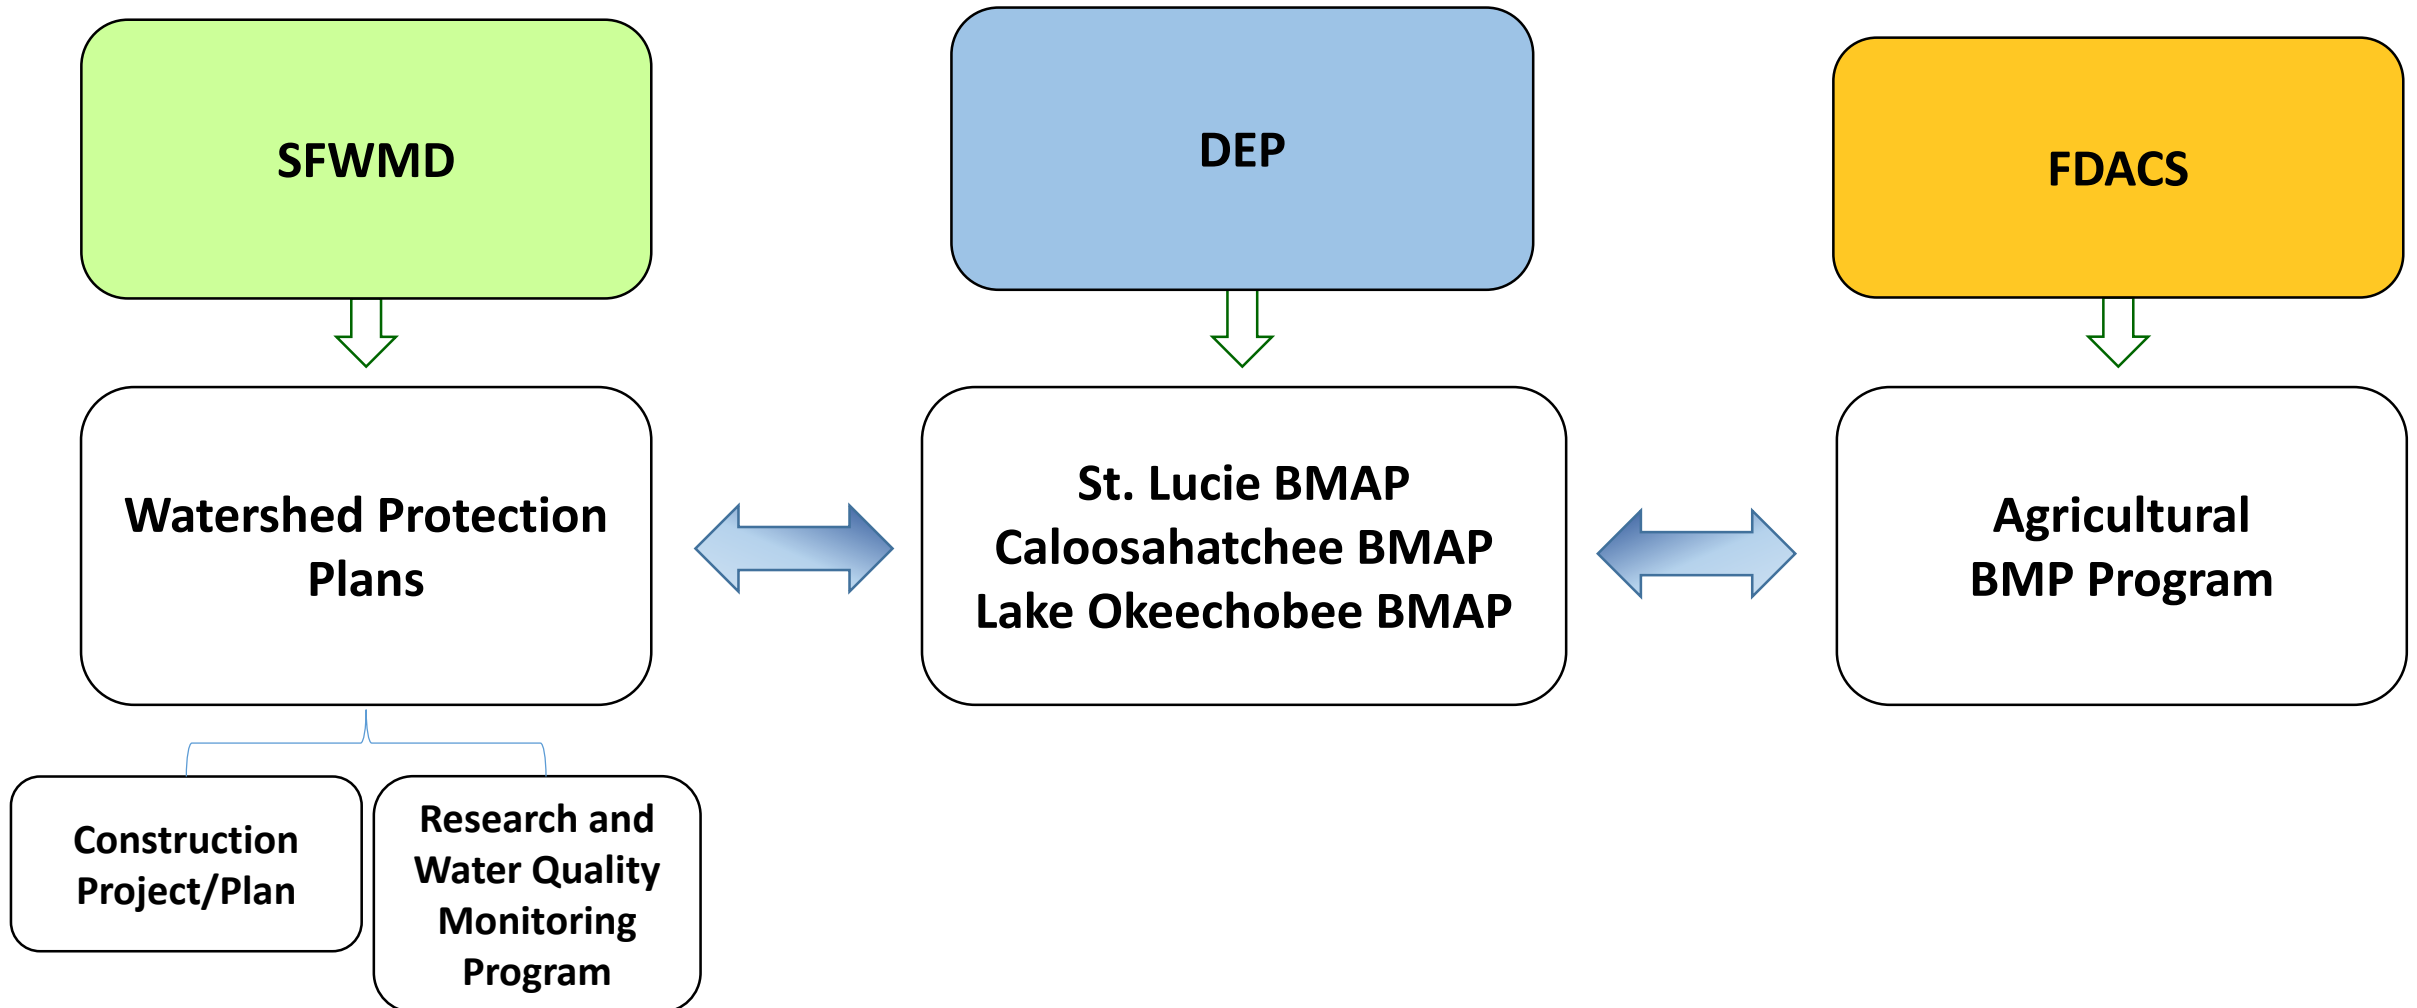 SFWMD
DEP
FDACS
Watershed Protection
Plans
St. Lucie BMAP
Caloosahatchee BMAP
Lake Okeechobee BMAP
Agricultural
BMP Program
Construction
Project/Plan
Research and
Water Quality
Monitoring
Program